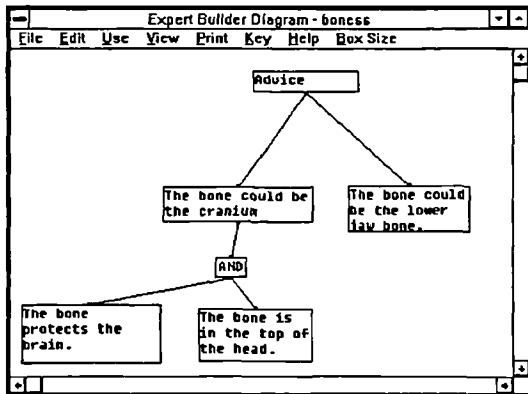 Expert Builder Diagram - boness
File Edit Use View Print Key Help Box Size
Advice
The bone could be
the cranium
The bone could
be the lower
jaw bone.
AND
The bone
protects the
brain.
The bone is
in the top of
the head.